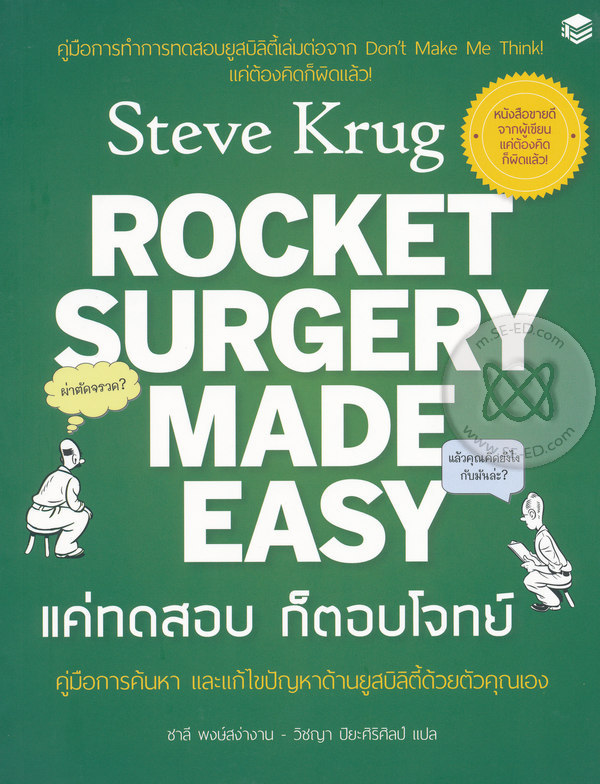 คู่มือการทำการทดสอบยูสบิลิตี้เล่มต่อจาก Don't Make Me Think!
แค่ต้องคิดก็ผิดแล้ว!
Steve Krug
หนังสือขายดี
จากผู้เขียน
แค่ต้องคิด
ก็ผิดแล้ว!
ROCKET
SURGERY
MADE
EASY
ผ่าตัดจรวด?
แล้วคุณคิดยังไง
กับมันล่ะ?
m.SE-ED.com
www.SE-ED.com
แค่ทดสอบ ก็ตอบโจทย์
คู่มือการค้นหา และแก้ไขปัญหาด้านยูสบิลิตี้ด้วยตัวคุณเอง
ชาลี พงษ์สง่างาน - วิชญา ปิยะศิริศิลป์ แปล